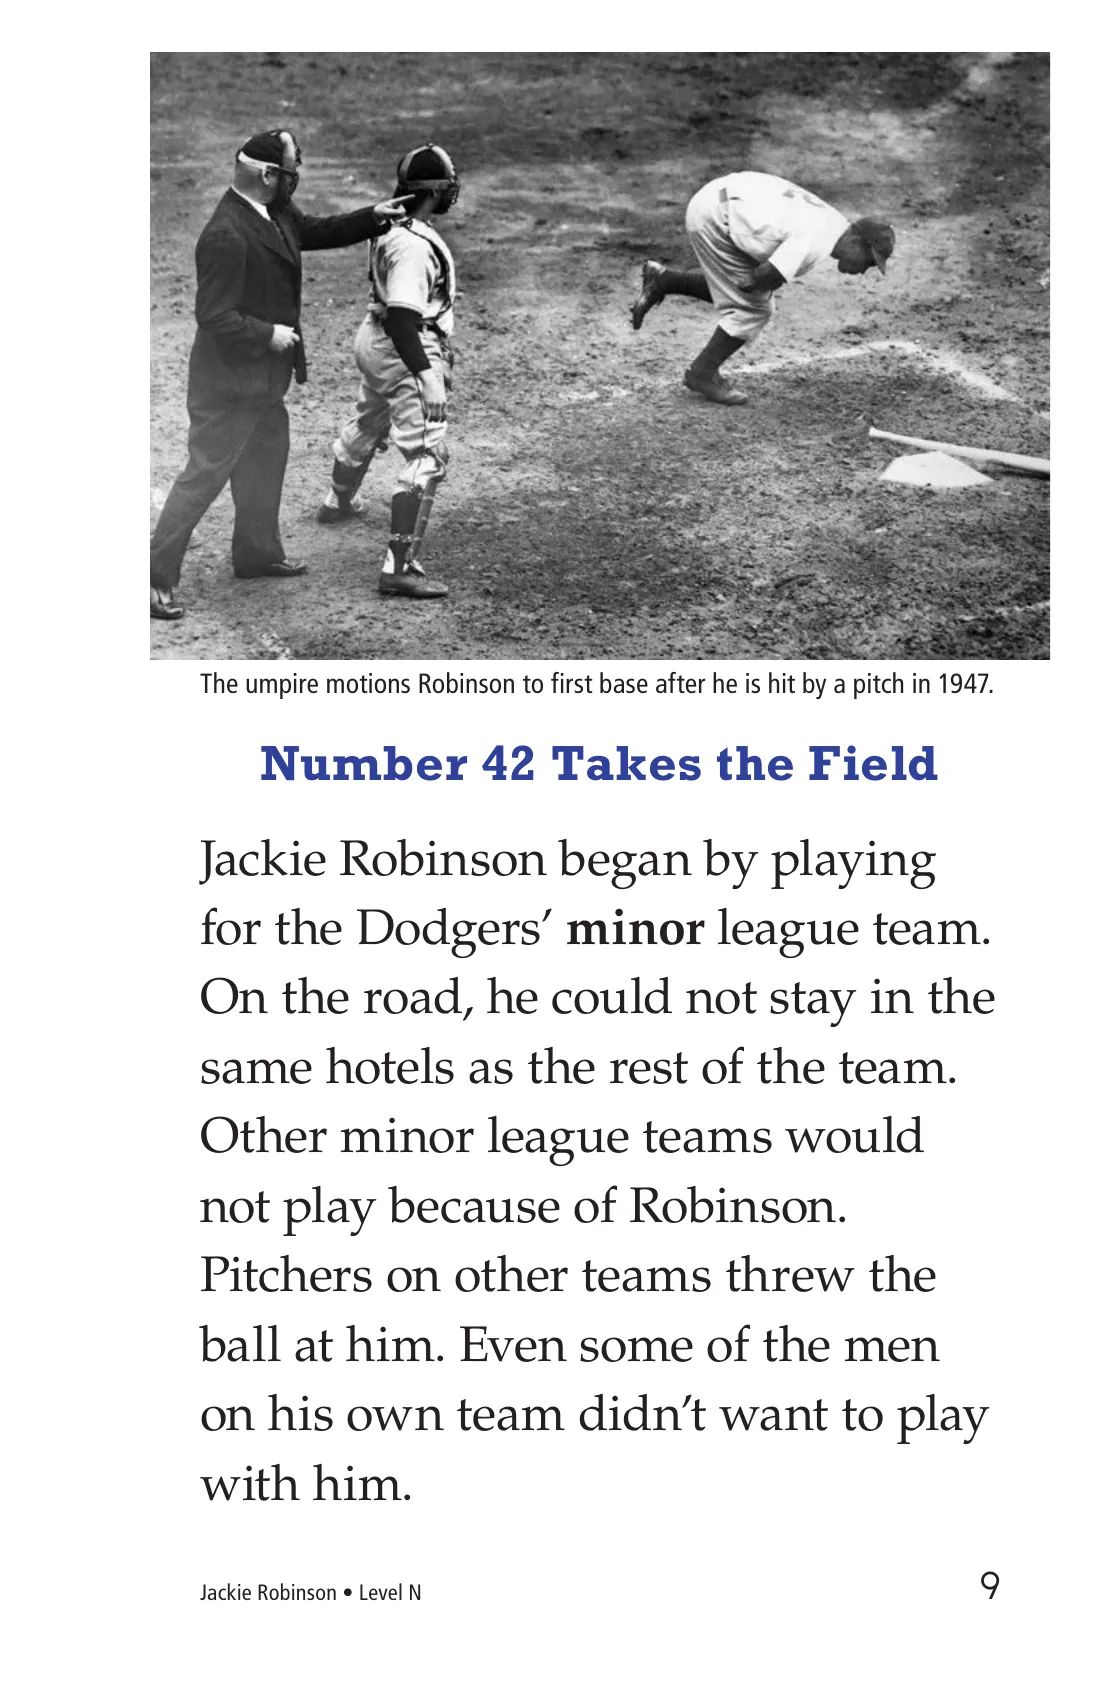 The umpire motions Robinson to first base after he is hit by a pitch in 1947.
Number 42 Takes the Field
Jackie Robinson began by playing
for the Dodgers’ minor league team.
On the road, he could not stay in the
same hotels as the rest of the team.
Other minor league teams would
not play because of Robinson.
Pitchers on other teams threw the
ball at him. Even some of the men
on his own team didn’t want to play
with him.
Jackie Robinson • Level N
9